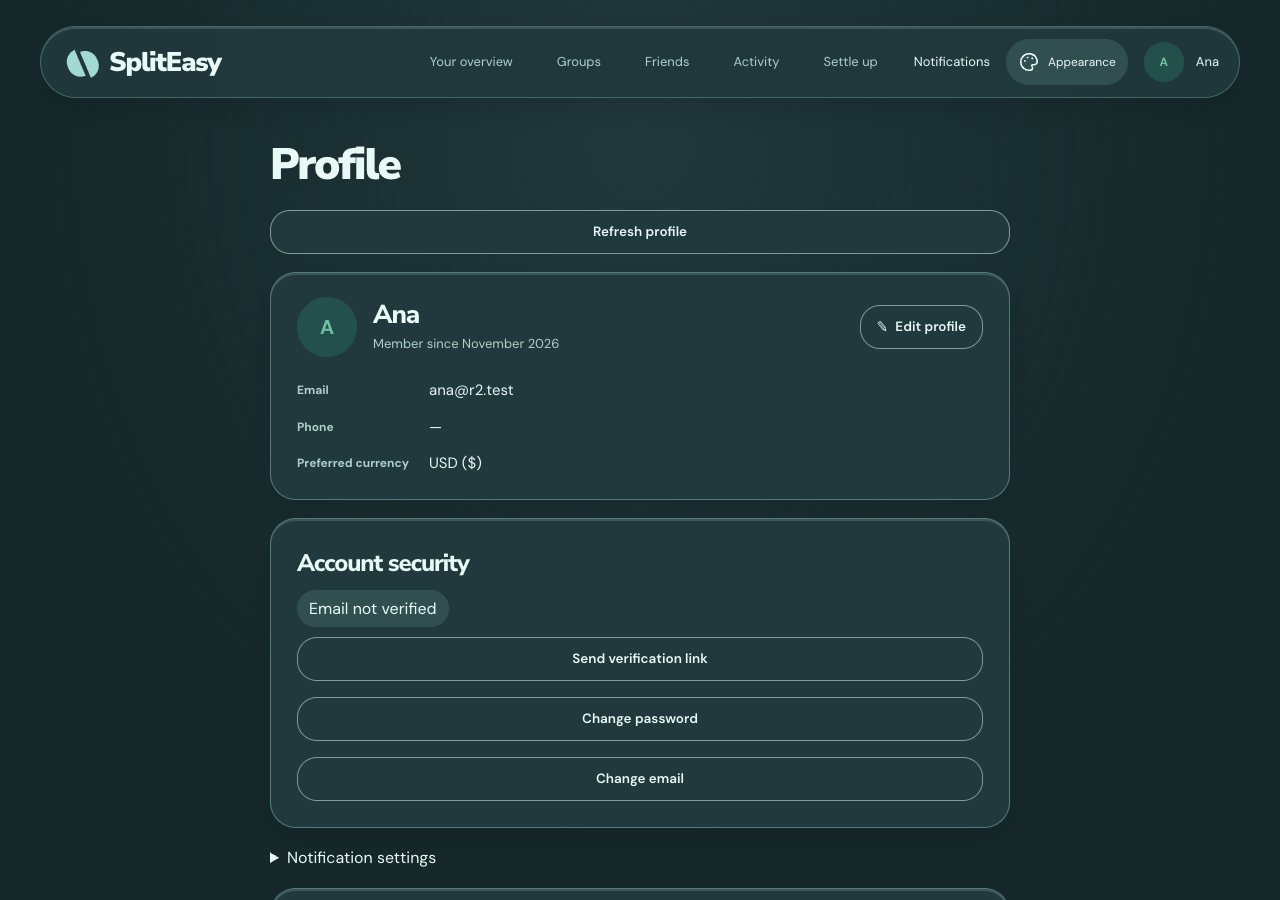 SplitEasy
Your overview
Groups
Friends
Activity
Settle up
Notifications
Appearance
A
Ana
Profile
Refresh profile
A
Ana
Member since November 2026
✎ Edit profile
Email
ana@r2.test
Phone
—
Preferred currency
USD ($)
Account security
Email not verified
Send verification link
Change password
Change email
Notification settings